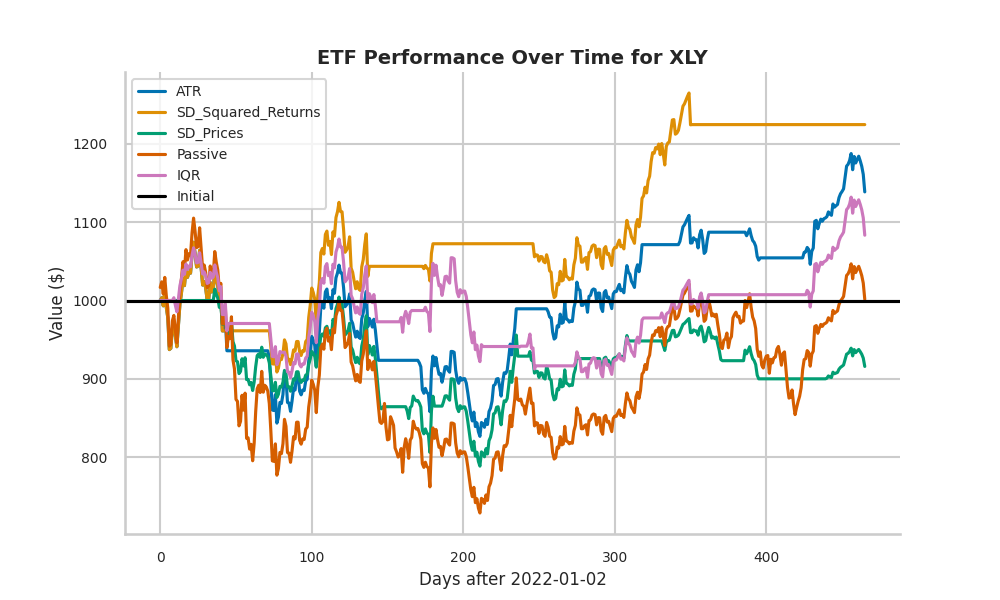 ETF Performance Over Time for XLY
ATR
SD_Squared_Returns
SD_Prices
Passive
IQR
Initial
1200
1100
1000
900
800
Value ($)
0 100 200 300 400
Days after 2022-01-02